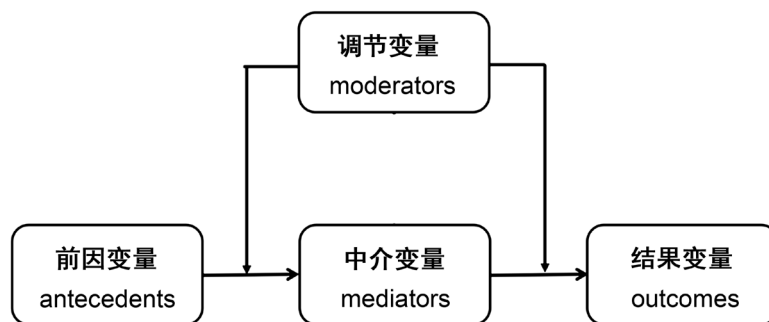 调节变量
moderators
前因变量
antecedents
中介变量
mediators
结果变量
outcomes